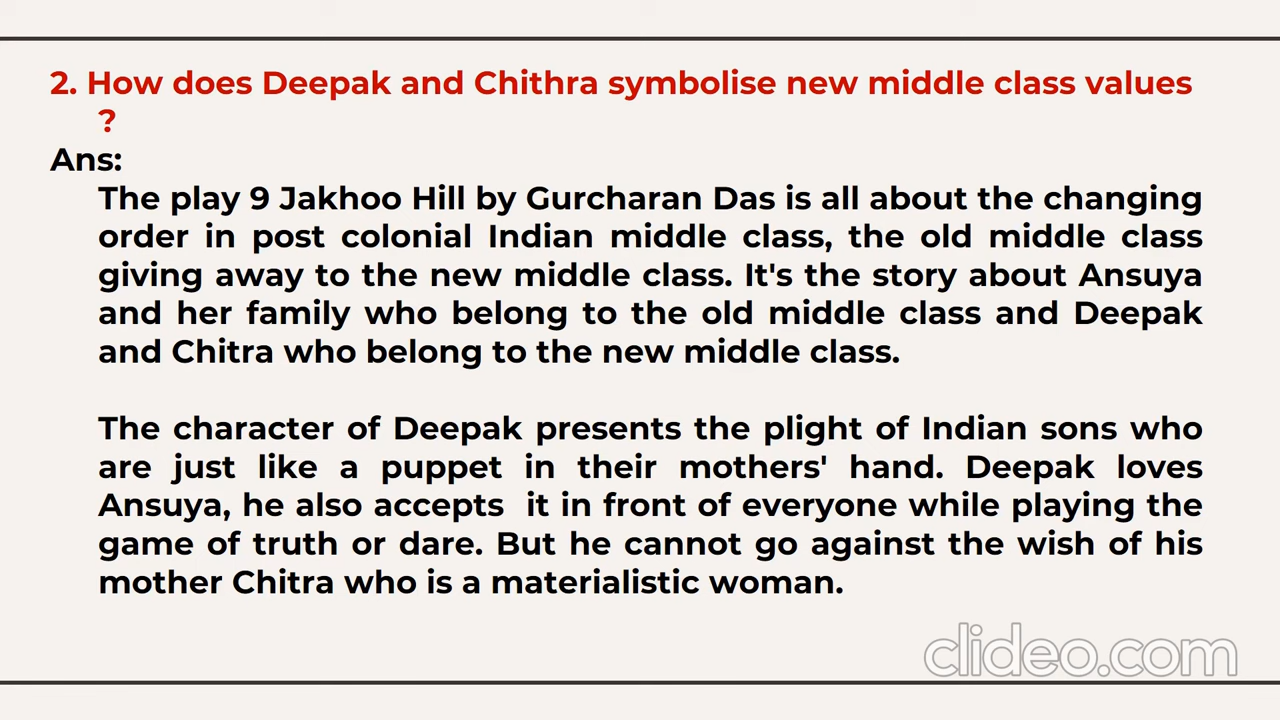 2. How does Deepak and Chithra symbolise new middle class values
?
Ans:
The play 9 Jakhoo Hill by Gurcharan Das is all about the changing
order in post colonial Indian middle class, the old middle class
giving away to the new middle class. It's the story about Ansuya
and her family who belong to the old middle class and Deepak
and Chitra who belong to the new middle class.
The character of Deepak presents the plight of Indian sons who
are just like a puppet in their mothers' hand. Deepak loves
Ansuya, he also accepts it in front of everyone while playing the
game of truth or dare. But he cannot go against the wish of his
mother Chitra who is a materialistic woman.
clideo.com